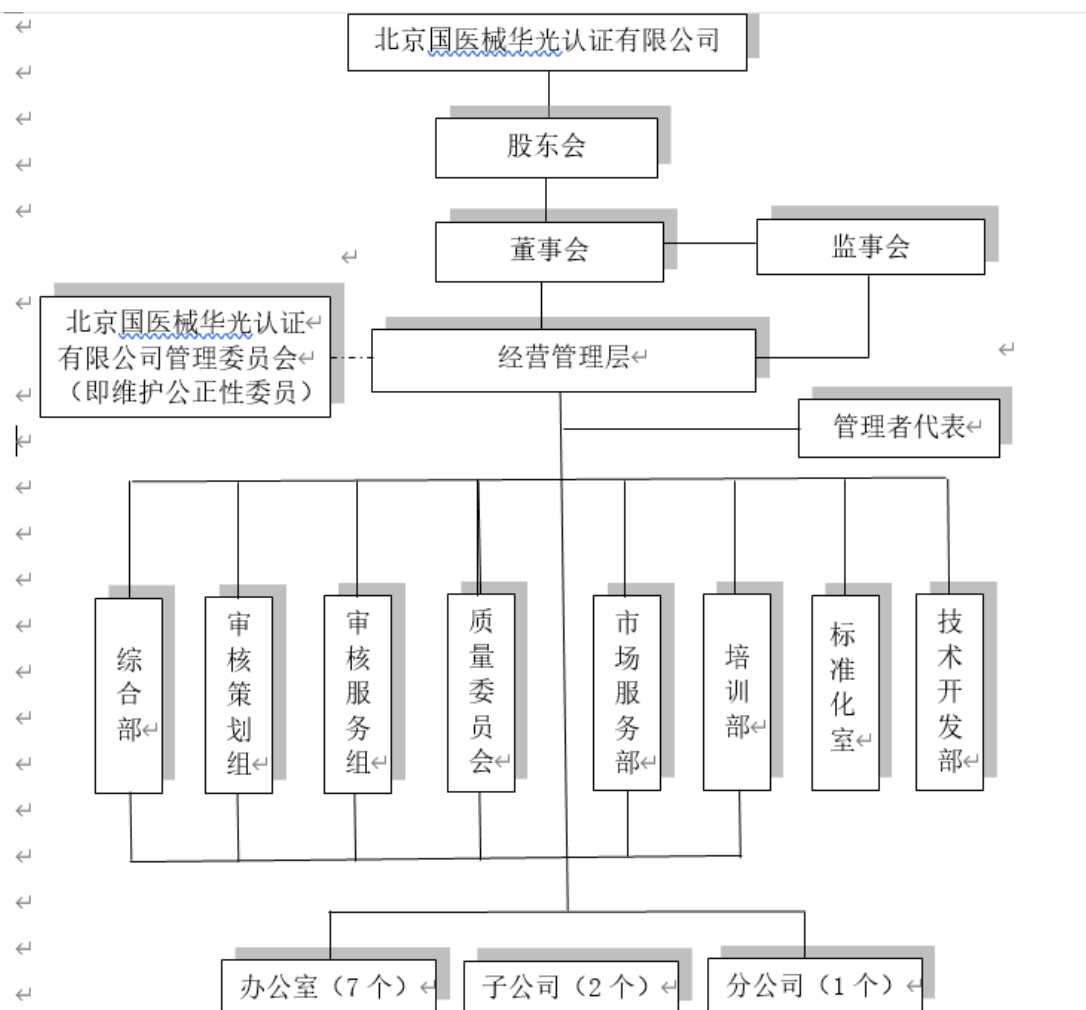 北京国医械华光认证有限公司
股东会
董事会
监事会
北京国医械华光认证
有限公司管理委员会
（即维护公正性委员）
经营管理层
管理者代表
综合部
审核策划组
审核服务组
质量委员会
市场服务部
培训部
标准化室
技术开发部
办公室（7 个）
子公司（2 个）
分公司（1 个）